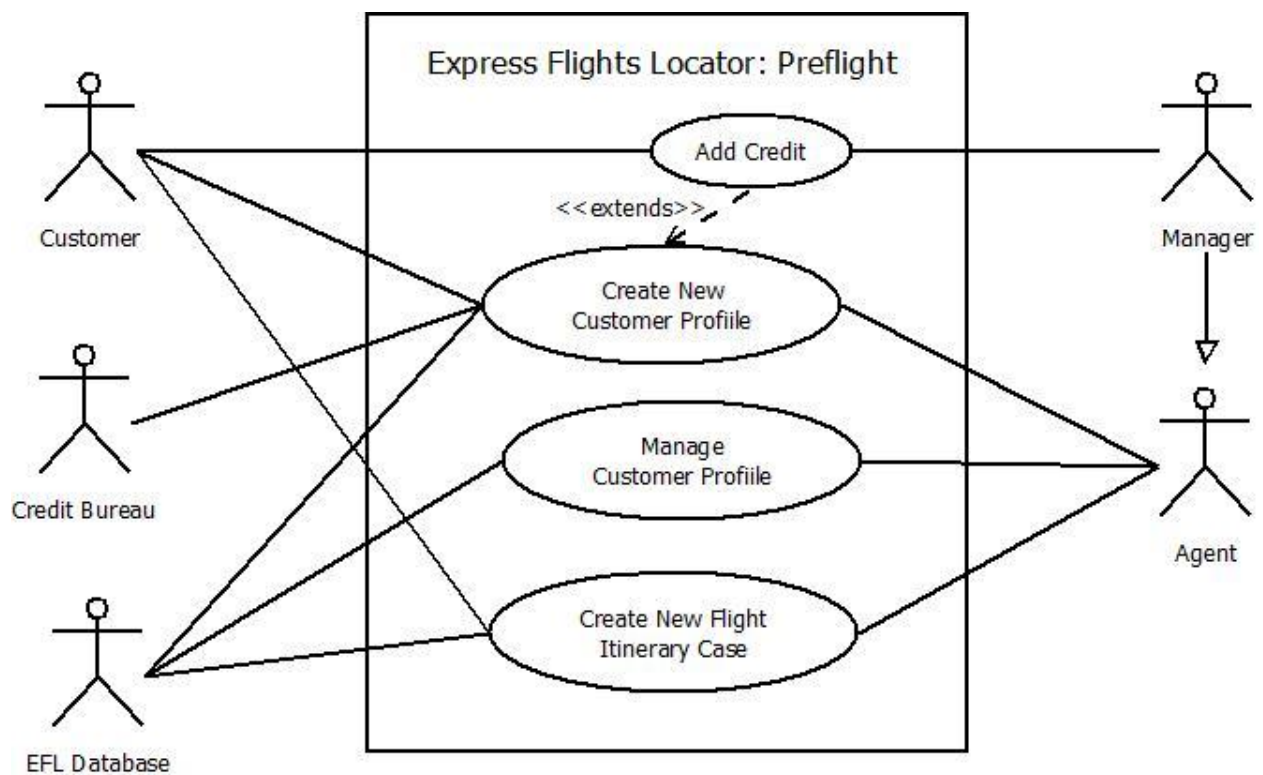 Express Flights Locator: Preflight
Add Credit
<<extends>>
Customer
Manager
Create New
Customer Profiile
Credit Bureau
Manage
Customer Profiile
Agent
Create New Flight
Itinerary Case
EFL Database